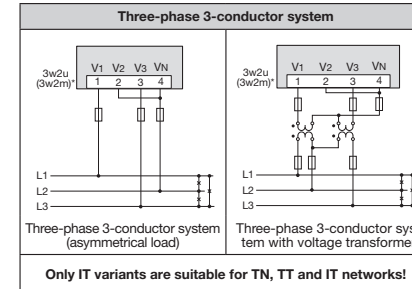 Three-phase 3-conductor system
3w2u
(3w2m)*
V1 V2 V3 VN
1 2 3 4
L1
L2
L3
Three-phase 3-conductor system
(asymmetrical load)
3w2u
(3w2m)*
V1 V2 V3 VN
1 2 3 4
L1
L2
L3
Three-phase 3-conductor sys
tem with voltage transforme
Only IT variants are suitable for TN, TT and IT networks!